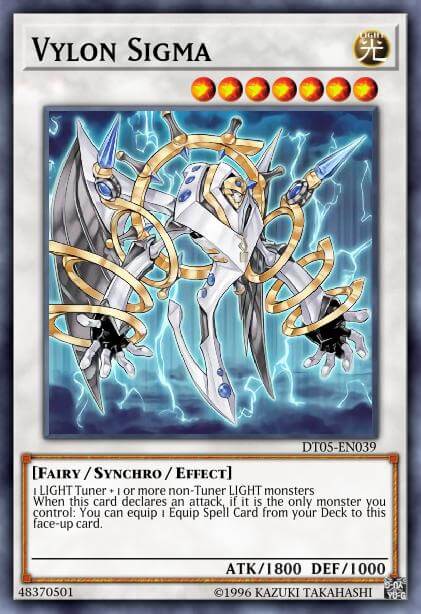 Vylon Sigma
LIGHT
光
DT05-EN039
[Fairy / Synchro / Effect]
1 LIGHT Tuner + 1 or more non-Tuner LIGHT monsters
When this card declares an attack, if it is the only monster you
control: You can equip 1 Equip Spell Card from your Deck to this
face-up card.
ATK/1800 DEF/1000
48370501
©1996 KAZUKI TAKAHASHI